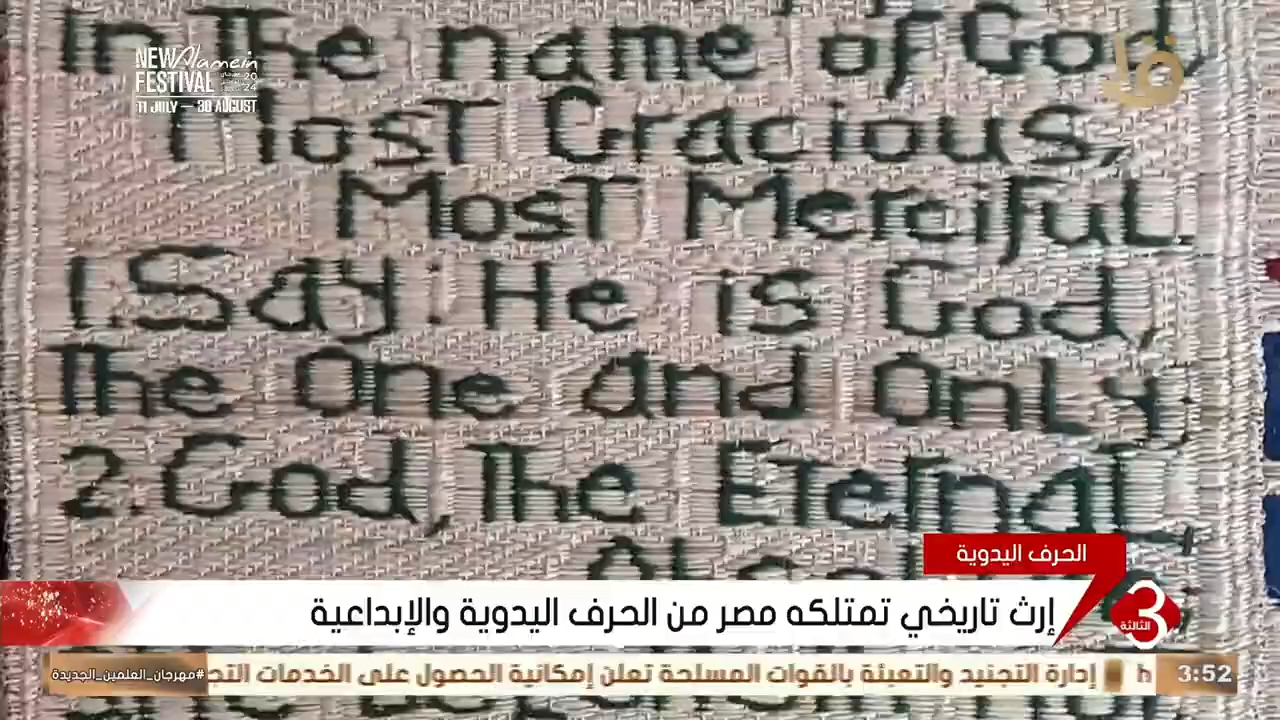 In The name of God
NEW Alamein
FESTIVAL
11 JULY — 30 AUGUST
Most Gracious,
Most Merciful.
1. Say: He is God,
The One and Only;
2. God, The Eternal,
الحرف اليدوية
إرث تاريخي تمتلكه مصر من الحرف اليدوية والإبداعية
3
الثالثة
إدارة التجنيد والتعبئة بالقوات المسلحة تعلن إمكانية الحصول على الخدمات التج
#مهرجان_العلمين_الجديدة
3:52